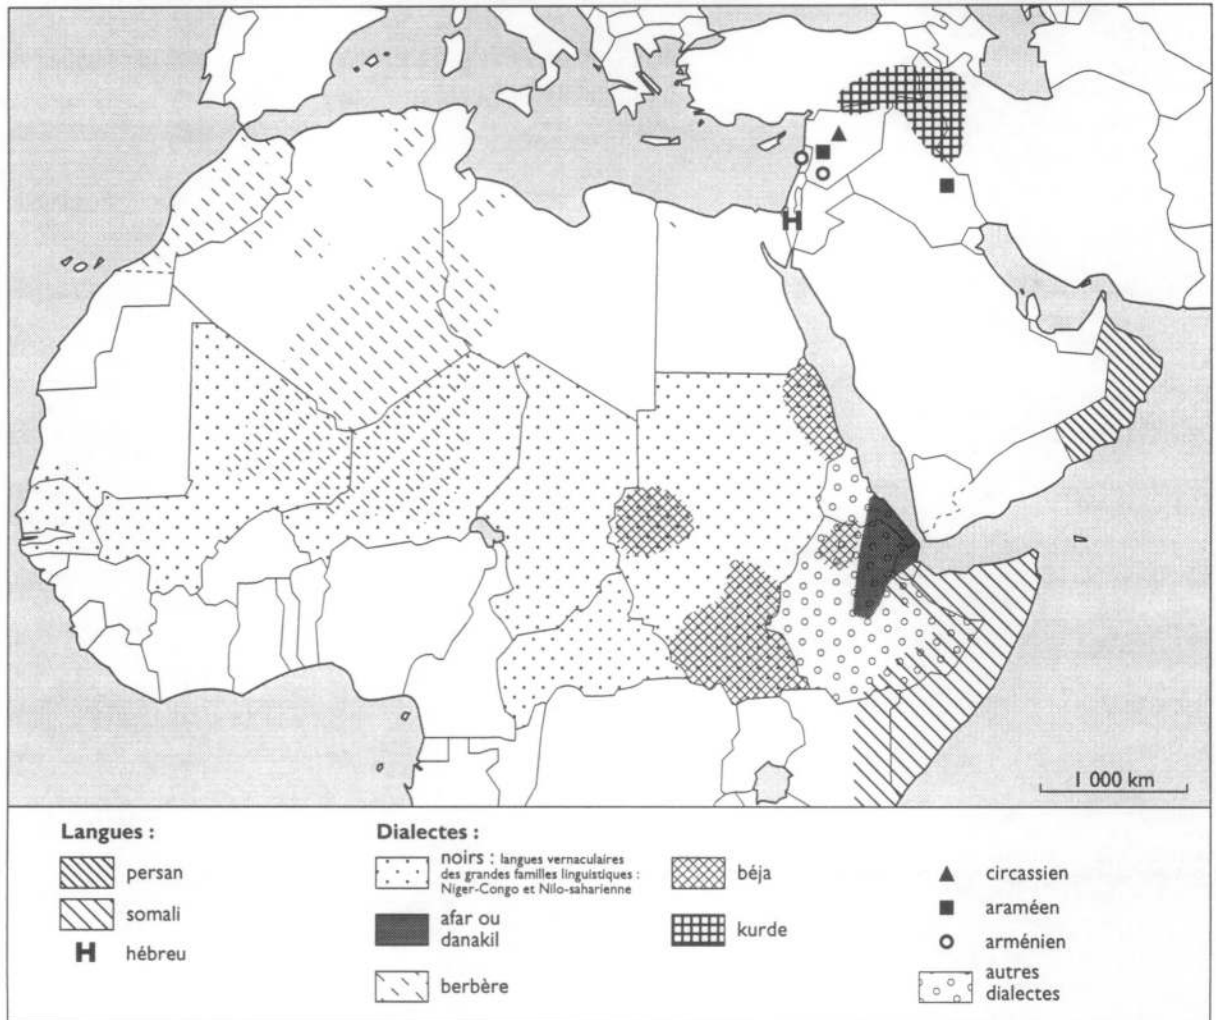 H
1 000 km
Langues :
persan
somali
H hébreu
Dialectes :
noirs : langues vernaculaires
des grandes familles linguistiques :
Niger-Congo et Nilo-saharienne
afar ou
danakil
berbère
béja
kurde
circassien
araméen
arménien
autres
dialectes